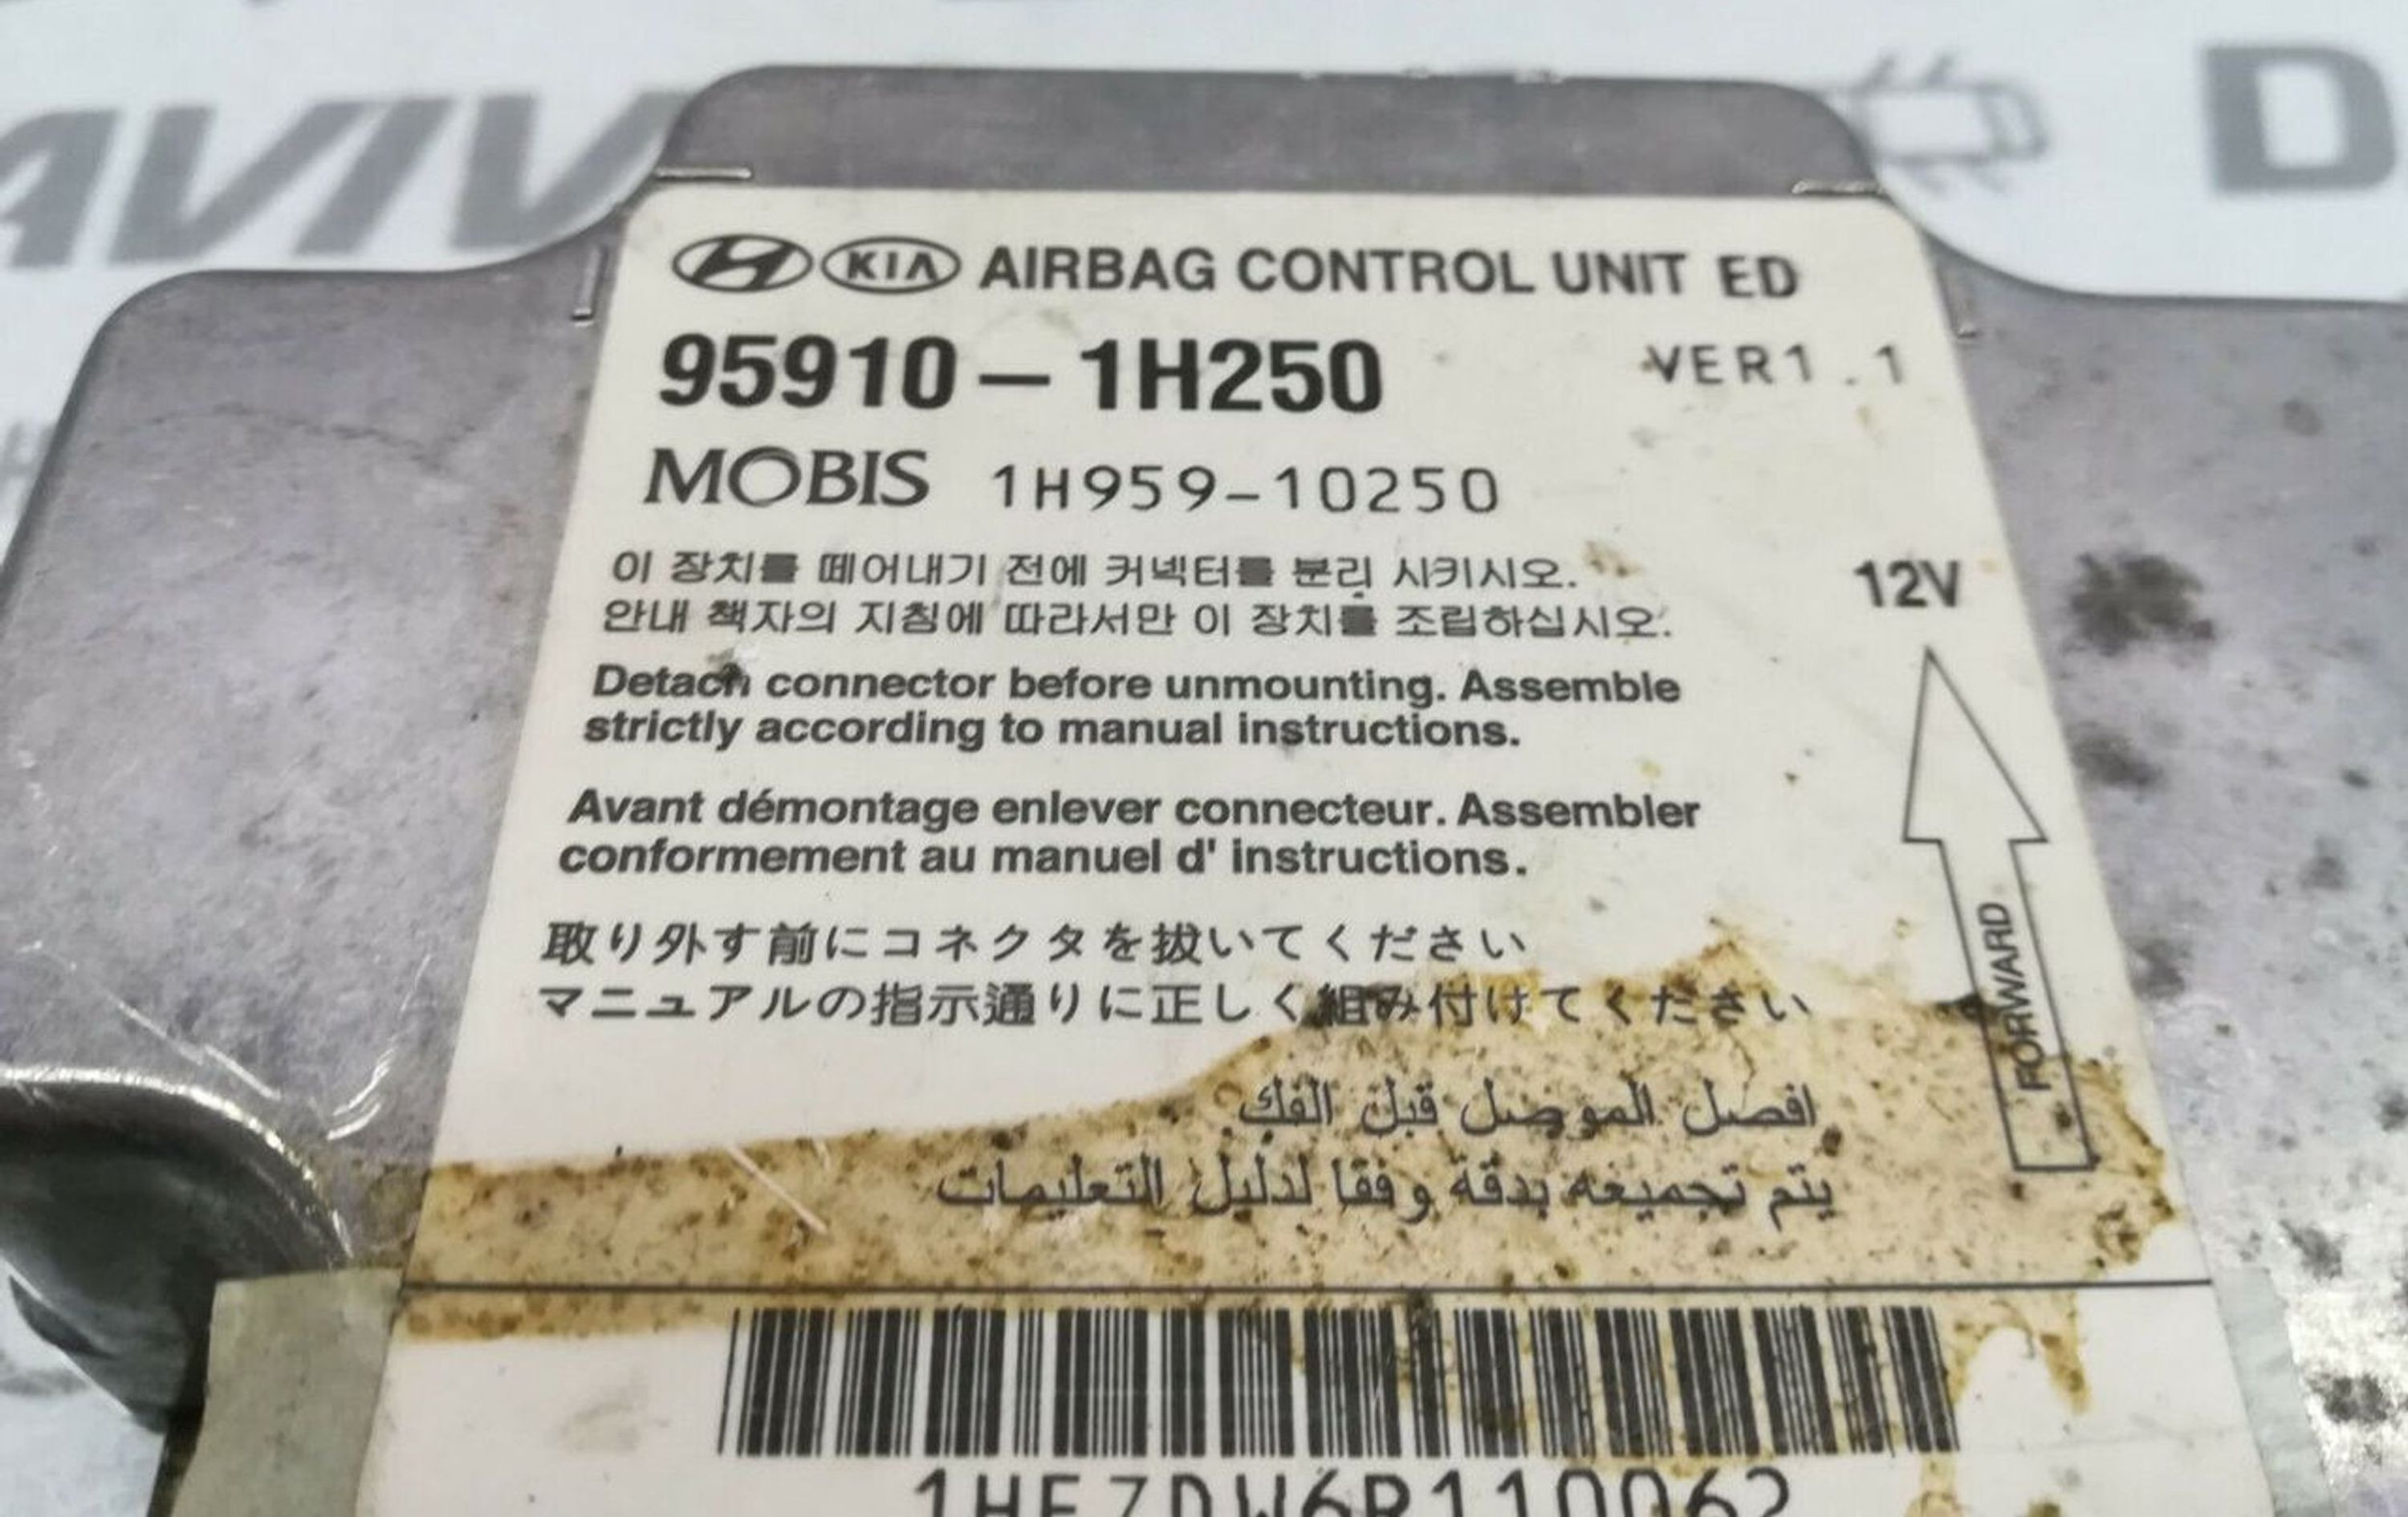 KIA AIRBAG CONTROL UNIT ED
95910-1H250 VER1.1
MOBIS 1H959-10250
이 장치를 떼어내기 전에 커넥터를 분리 시키시오.
안내 책자의 지침에 따라서만 이 장치를 조립하십시오.
12V
Detach connector before unmounting. Assemble
strictly according to manual instructions.
Avant démontage enlever connecteur. Assembler
conformement au manuel d' instructions.
取り外す前にコネクタを抜いてください
マニュアルの指示通りに正しく組み付けてください
FORWARD
افصل الموصل قبل الفك
يتم تجميعه بدقة وفقا لدليل التعليمات